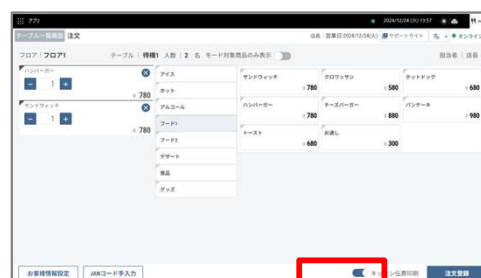 アプリ
2024/12/24 (火) 13:57
テーブル一覧画面 注文
店長 : 営業日:2024/12/24(火) サポートサイト オンライン
フロア : フロア1 テーブル : 待機1 人数 : 2 名 モード対象商品のみ表示 担当者 : 店長
ハンバーガー
- 1 +
¥ 780
サンドウィッチ
- 1 +
¥ 780
アイス
ホット
アルコール
フード1
フード2
デザート
食品
グッズ
サンドウィッチ ¥ 780
クロワッサン ¥ 580
ホットドッグ ¥ 680
ハンバーガー ¥ 780
チーズバーガー ¥ 880
パンケーキ ¥ 980
トースト ¥ 680
お通し ¥ 300
お客様情報設定 JANコード手入力 キッチン伝票印刷 注文登録